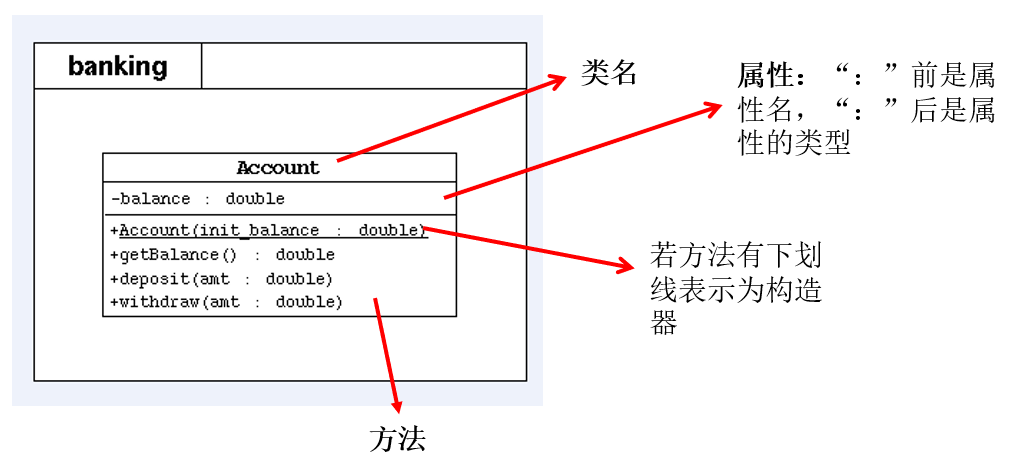 banking
类名
属性：“：”前是属
性名，“：”后是属
性的类型
Account
-balance : double
+Account(init_balance : double)
+getBalance() : double
+deposit(amt : double)
+withdraw(amt : double)
若方法有下划
线表示为构造
器
方法